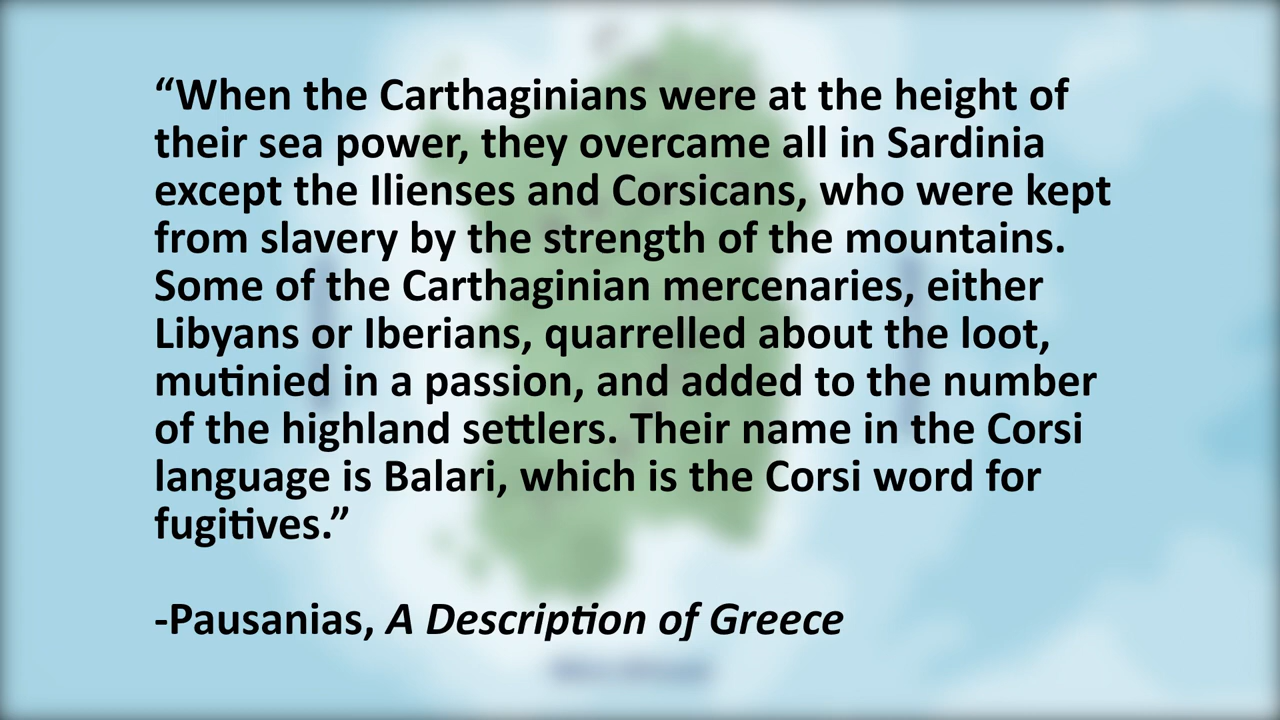 “When the Carthaginians were at the height of
their sea power, they overcame all in Sardinia
except the Ilienses and Corsicans, who were kept
from slavery by the strength of the mountains.
Some of the Carthaginian mercenaries, either
Libyans or Iberians, quarrelled about the loot,
mutinied in a passion, and added to the number
of the highland settlers. Their name in the Corsi
language is Balari, which is the Corsi word for
fugitives.”
-Pausanias, A Description of Greece